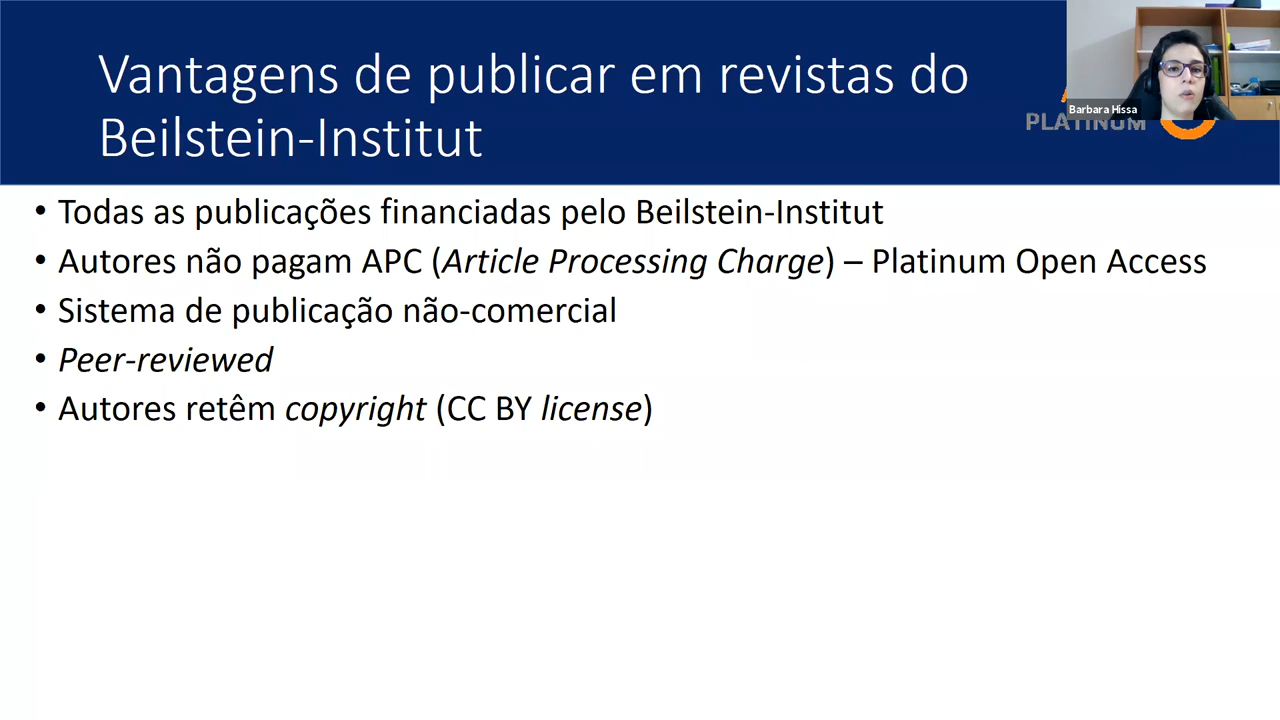 Vantagens de publicar em revistas do
Beilstein-Institut
Barbara Hissa
PLATINUM
• Todas as publicações financiadas pelo Beilstein-Institut
• Autores não pagam APC (Article Processing Charge) – Platinum Open Access
• Sistema de publicação não-comercial
• Peer-reviewed
• Autores retêm copyright (CC BY license)